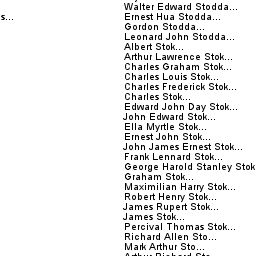 Walter Edward Stodda...
s...
Ernest Hua Stodda...
Gordon Stodda...
Leonard John Stodda...
Albert Stok...
Arthur Lawrence Stok...
Charles Graham Stok...
Charles Louis Stok...
Charles Frederick Stok...
Charles Stok...
Edward John Day Stok...
John Edward Stok...
Ella Myrtle Stok...
Ernest John Stok...
John James Ernest Stok...
Frank Lennard Stok...
George Harold Stanley Stok
Graham Stok...
Maximilian Harry Stok...
Robert Henry Stok...
James Rupert Stok...
James Stok...
Percival Thomas Stok...
Richard Allen Sto...
Mark Arthur Sto...
Arthur Richard Sto...